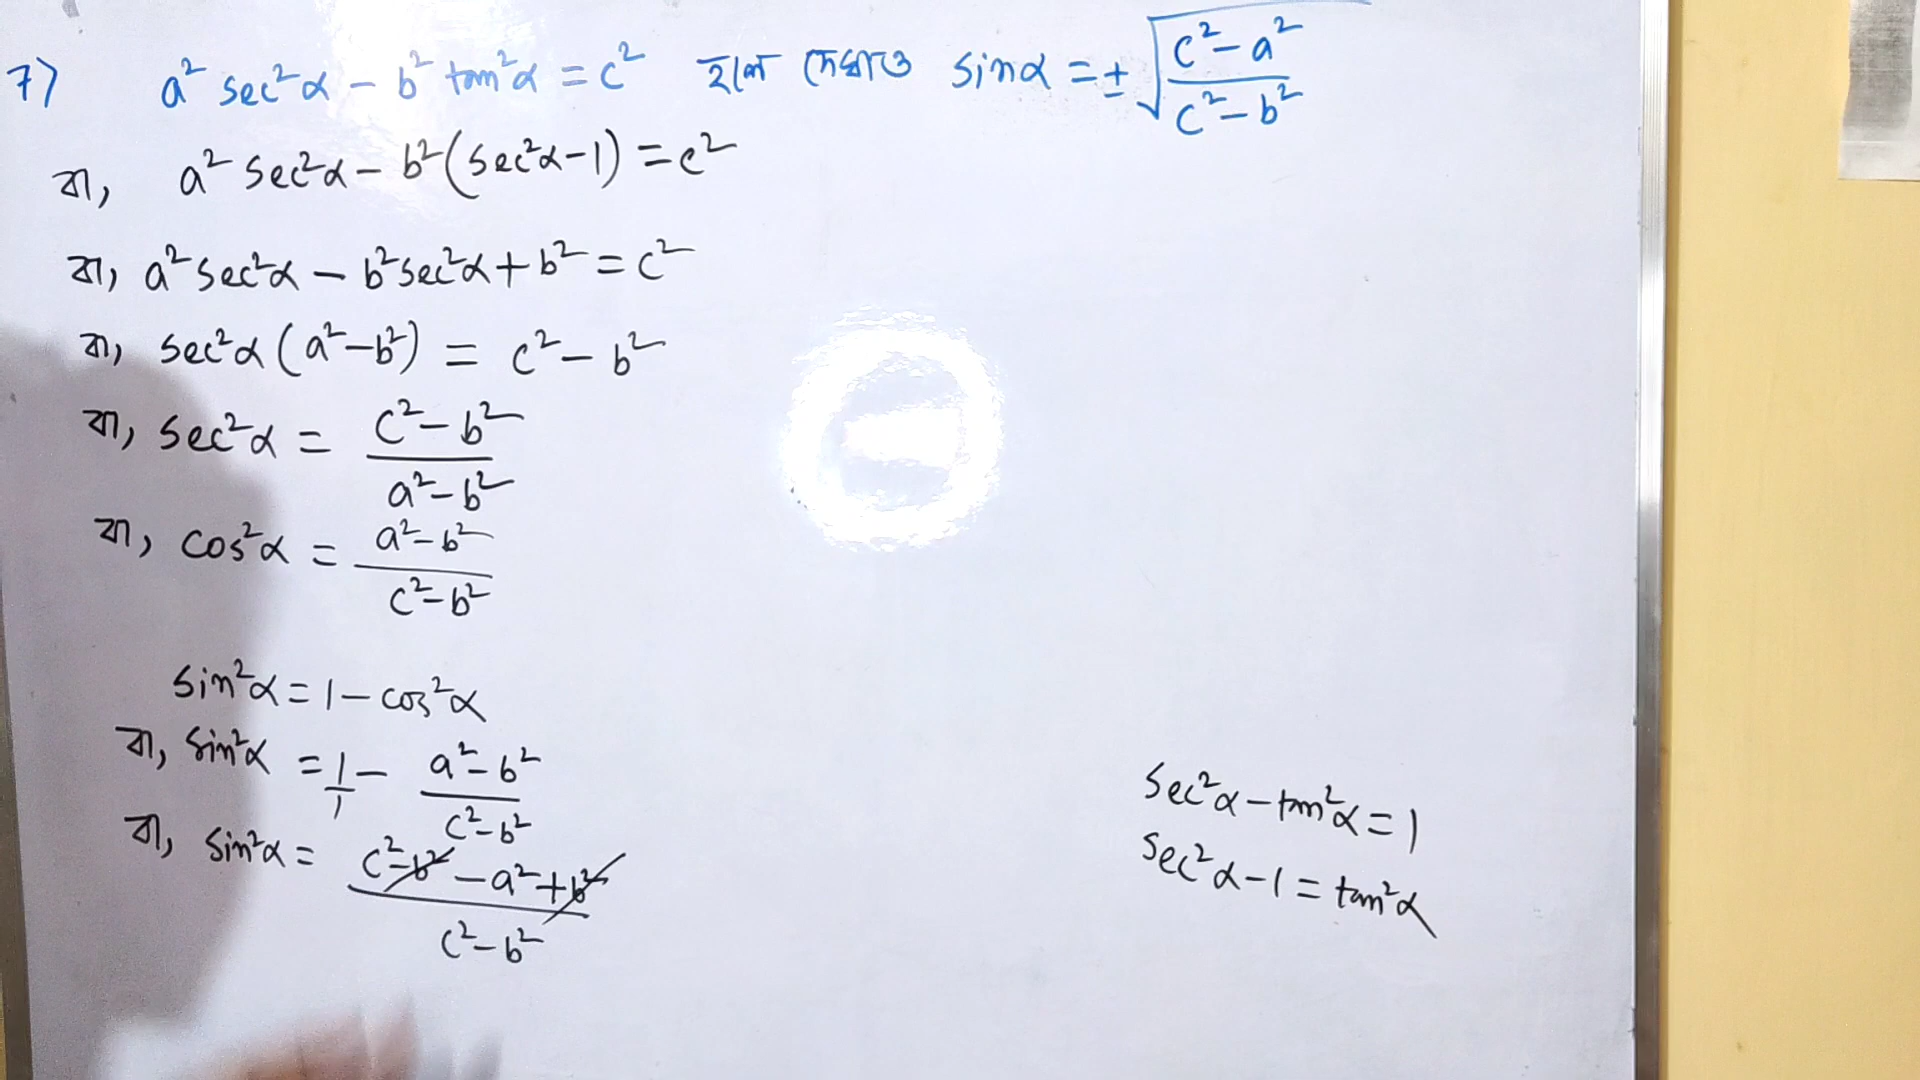 7) a² sec²α − b² tan²α = c² হলে দেখাও sinα = ± √((c² − a²)/(c² − b²))
বা, a² sec²α − b² (sec²α − 1) = c²
বা, a² sec²α − b² sec²α + b² = c²
বা, sec²α (a² − b²) = c² − b²
বা, sec²α = (c² − b²)/(a² − b²)
বা, cos²α = (a² − b²)/(c² − b²)
sin²α = 1 − cos²α
বা, sin²α = 1/1 − (a² − b²)/(c² − b²)
বা, sin²α = (c² − b² − a² + b²)/(c² − b²)
sec²α − tan²α = 1
sec²α − 1 = tan²α